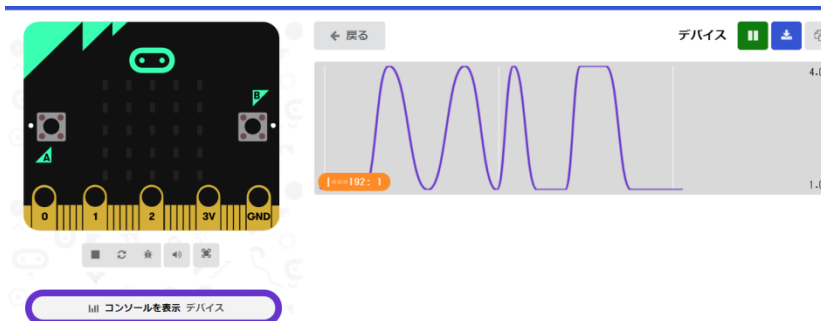 戻る
デバイス
4.0
B
A
|===192: 1
1.0
0 1 2 3V GND
コンソールを表示 デバイス